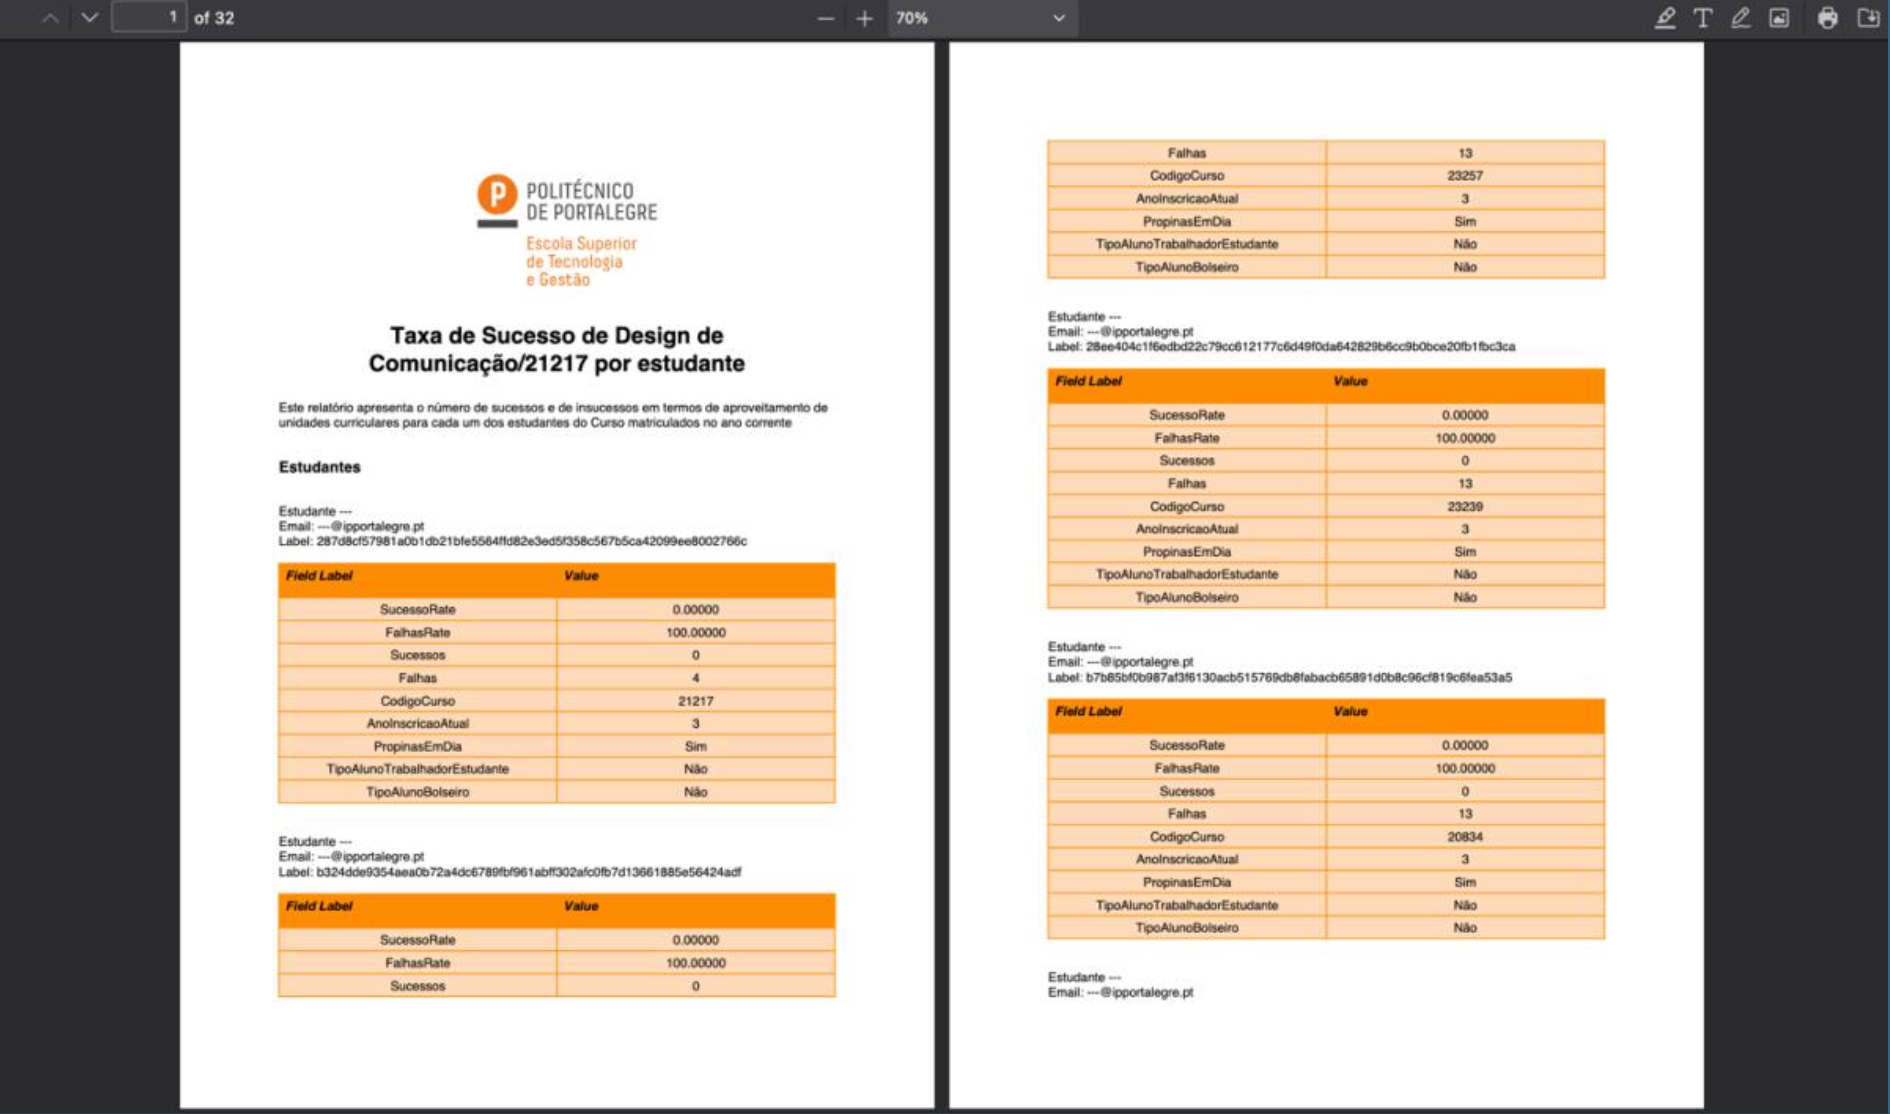 1 of 32
70%
POLITÉCNICO
DE PORTALEGRE
Escola Superior
de Tecnologia
e Gestão
Taxa de Sucesso de Design de
Comunicação/21217 por estudante
Este relatório apresenta o número de sucessos e de insucessos em termos de aproveitamento de
unidades curriculares para cada um dos estudantes do Curso matriculados no ano corrente
Estudantes
Estudante ---
Email: ---@ipportalegre.pt
Label: 287d8cf57981a0b1db21bfe5564ffd82e3ed5f358c567b5ca42099ee8002766c
Field Label Value
SucessoRate 0.00000
FalhasRate 100.00000
Sucessos 0
Falhas 4
CodigoCurso 21217
AnoInscricaoAtual 3
PropinasEmDia Sim
TipoAlunoTrabalhadorEstudante Não
TipoAlunoBolseiro Não
Estudante ---
Email: ---@ipportalegre.pt
Label: b324dde9354aea0b72a4dc6789fbf961abff302afc0fb7d13661885e56424adf
Field Label Value
SucessoRate 0.00000
FalhasRate 100.00000
Sucessos 0
Falhas 13
CodigoCurso 23257
AnoInscricaoAtual 3
PropinasEmDia Sim
TipoAlunoTrabalhadorEstudante Não
TipoAlunoBolseiro Não
Estudante ---
Email: ---@ipportalegre.pt
Label: 28ee404c1f6edbd22c79cc612177c6d49f0da642829b6cc9b0bce20fb1fbc3ca
Field Label Value
SucessoRate 0.00000
FalhasRate 100.00000
Sucessos 0
Falhas 13
CodigoCurso 23239
AnoInscricaoAtual 3
PropinasEmDia Sim
TipoAlunoTrabalhadorEstudante Não
TipoAlunoBolseiro Não
Estudante ---
Email: ---@ipportalegre.pt
Label: b7b85bf0b987af3f6130acb515769db8fabacb65891d0b8c96cf819c6fea53a5
Field Label Value
SucessoRate 0.00000
FalhasRate 100.00000
Sucessos 0
Falhas 13
CodigoCurso 20834
AnoInscricaoAtual 3
PropinasEmDia Sim
TipoAlunoTrabalhadorEstudante Não
TipoAlunoBolseiro Não
Estudante ---
Email: ---@ipportalegre.pt